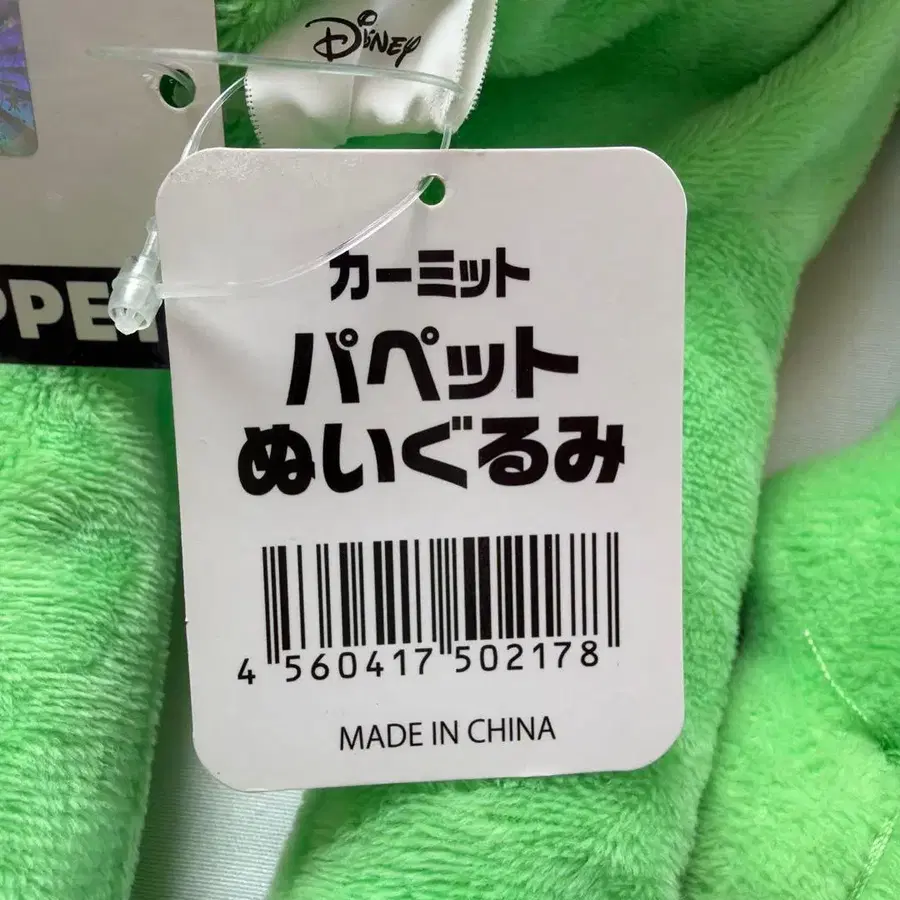 Disney
PPET
カーミット
パペット
ぬいぐるみ
4 560417 502178
MADE IN CHINA